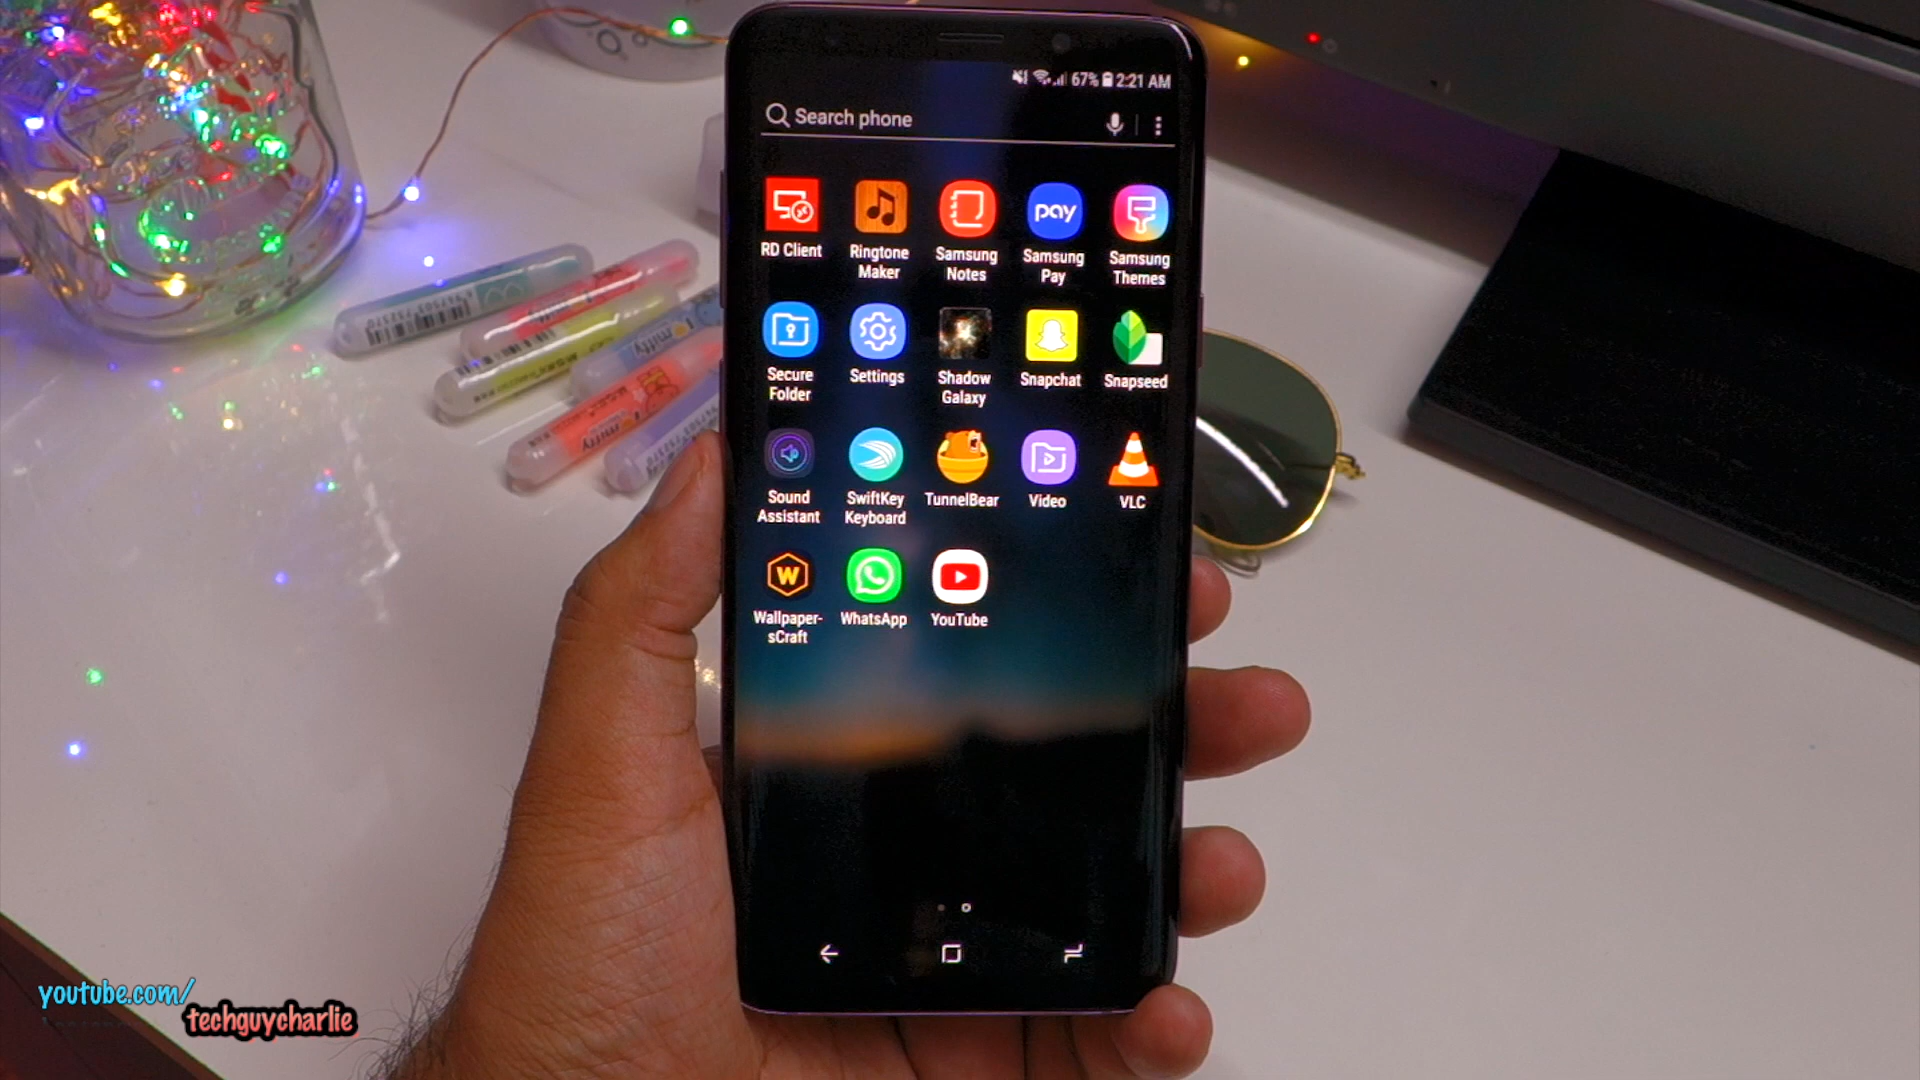 67% 2:21 AM
Search phone
pay
RD Client
Ringtone
Maker
Samsung
Notes
Samsung
Pay
Samsung
Themes
Secure
Folder
Settings
Shadow
Galaxy
Snapchat
Snapseed
Sound
Assistant
SwiftKey
Keyboard
TunnelBear
Video
VLC
W
Wallpaper-
sCraft
WhatsApp
YouTube
miffy
miffy
youtube.com/
techguycharlie